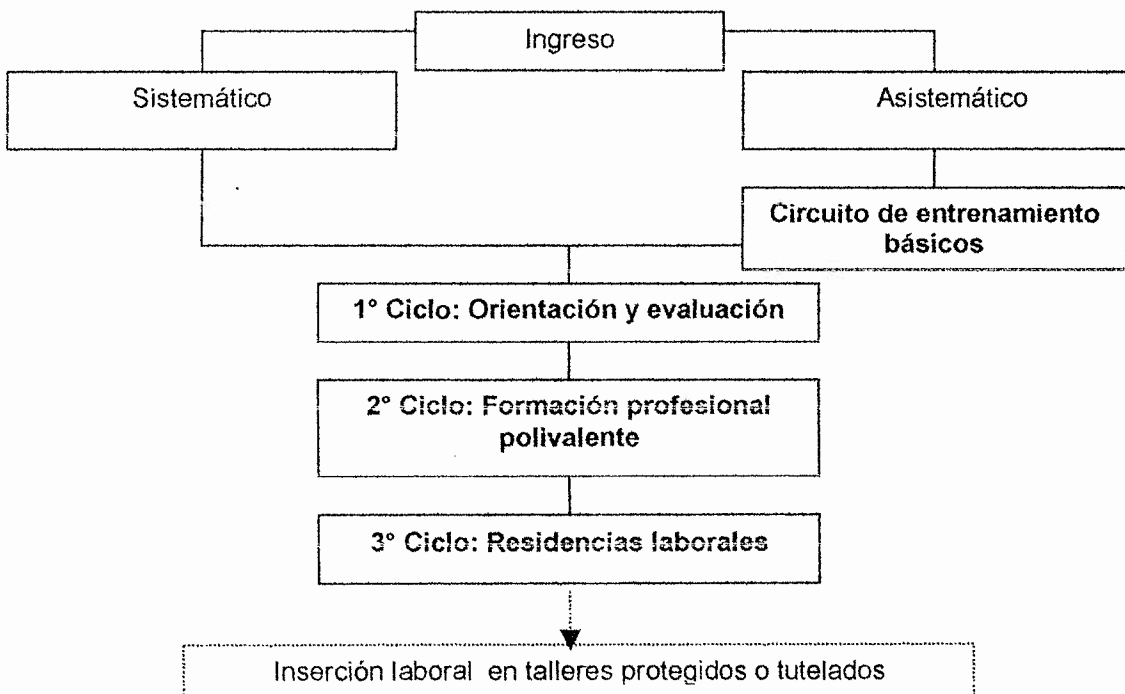 Ingreso
Sistemático
Asistemático
Circuito de entrenamiento
básicos
1° Ciclo: Orientación y evaluación
2° Ciclo: Formación profesional
polivalente
3° Ciclo: Residencias laborales
Inserción laboral en talleres protegidos o tutelados